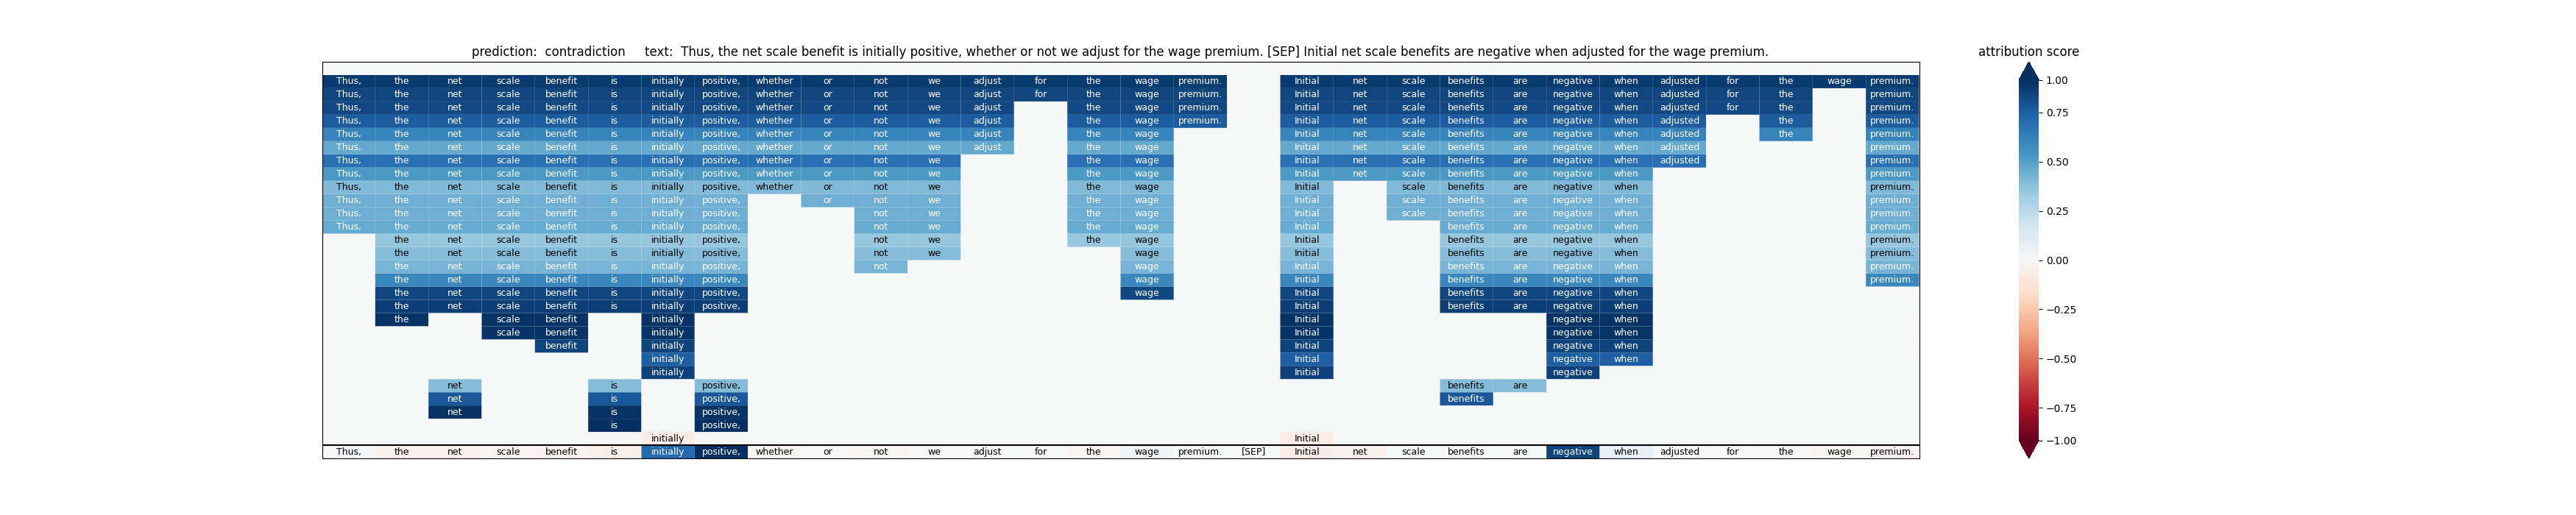 prediction: contradiction text: Thus, the net scale benefit is initially positive, whether or not we adjust for the wage premium. [SEP] Initial net scale benefits are negative when adjusted for the wage premium.
Thus, the net scale benefit is initially positive, whether or not we adjust for the wage premium. Initial net scale benefits are negative when adjusted for the wage premium.
Thus, the net scale benefit is initially positive, whether or not we adjust for the wage premium. Initial net scale benefits are negative when adjusted for the premium.
Thus, the net scale benefit is initially positive, whether or not we adjust the wage premium. Initial net scale benefits are negative when adjusted for the premium.
Thus, the net scale benefit is initially positive, whether or not we adjust the wage premium. Initial net scale benefits are negative when adjusted the premium.
Thus, the net scale benefit is initially positive, whether or not we adjust the wage Initial net scale benefits are negative when adjusted the premium.
Thus, the net scale benefit is initially positive, whether or not we adjust the wage Initial net scale benefits are negative when adjusted premium.
Thus, the net scale benefit is initially positive, whether or not we the wage Initial net scale benefits are negative when adjusted premium.
Thus, the net scale benefit is initially positive, whether or not we the wage Initial net scale benefits are negative when premium.
Thus, the net scale benefit is initially positive, whether or not we the wage Initial scale benefits are negative when premium.
Thus, the net scale benefit is initially positive, or not we the wage Initial scale benefits are negative when premium.
Thus, the net scale benefit is initially positive, not we the wage Initial scale benefits are negative when premium.
Thus, the net scale benefit is initially positive, not we the wage Initial benefits are negative when premium.
the net scale benefit is initially positive, not we the wage Initial benefits are negative when premium.
the net scale benefit is initially positive, not we wage Initial benefits are negative when premium.
the net scale benefit is initially positive, not wage Initial benefits are negative when premium.
the net scale benefit is initially positive, wage Initial benefits are negative when premium.
the net scale benefit is initially positive, wage Initial benefits are negative when
the net scale benefit is initially positive, Initial benefits are negative when
the scale benefit initially Initial negative when
scale benefit initially Initial negative when
benefit initially Initial negative when
initially Initial negative when
initially Initial negative
net is positive, benefits are
net is positive, benefits
net is positive,
is positive,
initially Initial
Thus, the net scale benefit is initially positive, whether or not we adjust for the wage premium. [SEP] Initial net scale benefits are negative when adjusted for the wage premium.
attribution score
1.00
0.75
0.50
0.25
0.00
−0.25
−0.50
−0.75
−1.00